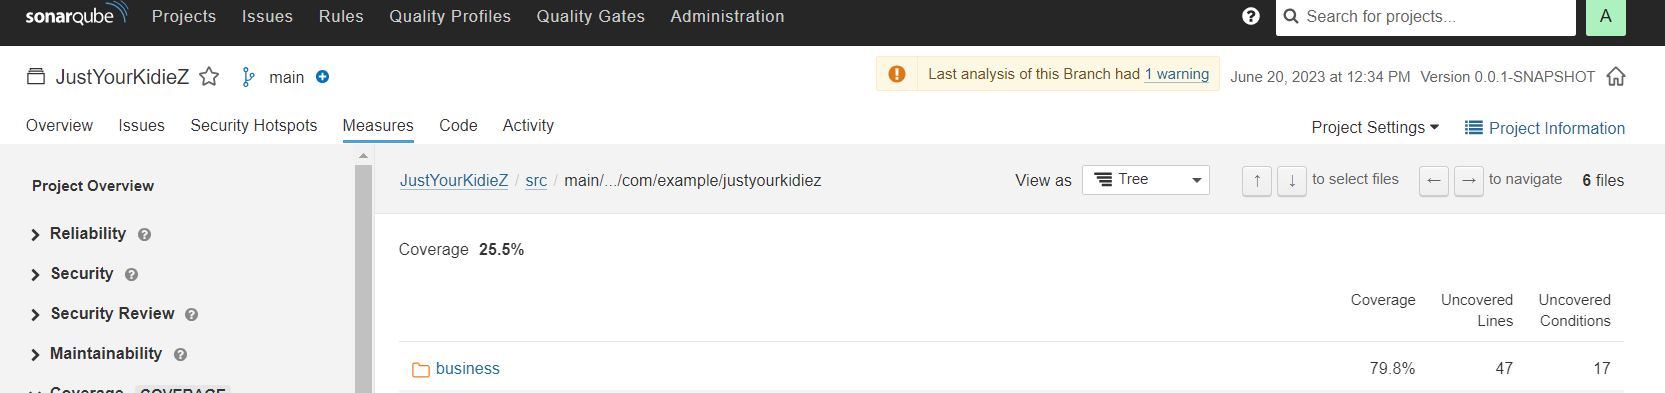 sonarqube Projects Issues Rules Quality Profiles Quality Gates Administration ? Search for projects... A
JustYourKidieZ main Last analysis of this Branch had 1 warning June 20, 2023 at 12:34 PM Version 0.0.1-SNAPSHOT
Overview Issues Security Hotspots Measures Code Activity Project Settings Project Information
Project Overview
JustYourKidieZ / src / main/.../com/example/justyourkidiez View as Tree ↑ ↓ to select files ← → to navigate 6 files
Reliability ?
Security ?
Security Review ?
Maintainability ?
Coverage COVERAGE
Coverage 25.5%
Coverage Uncovered Lines Uncovered Conditions
business 79.8% 47 17